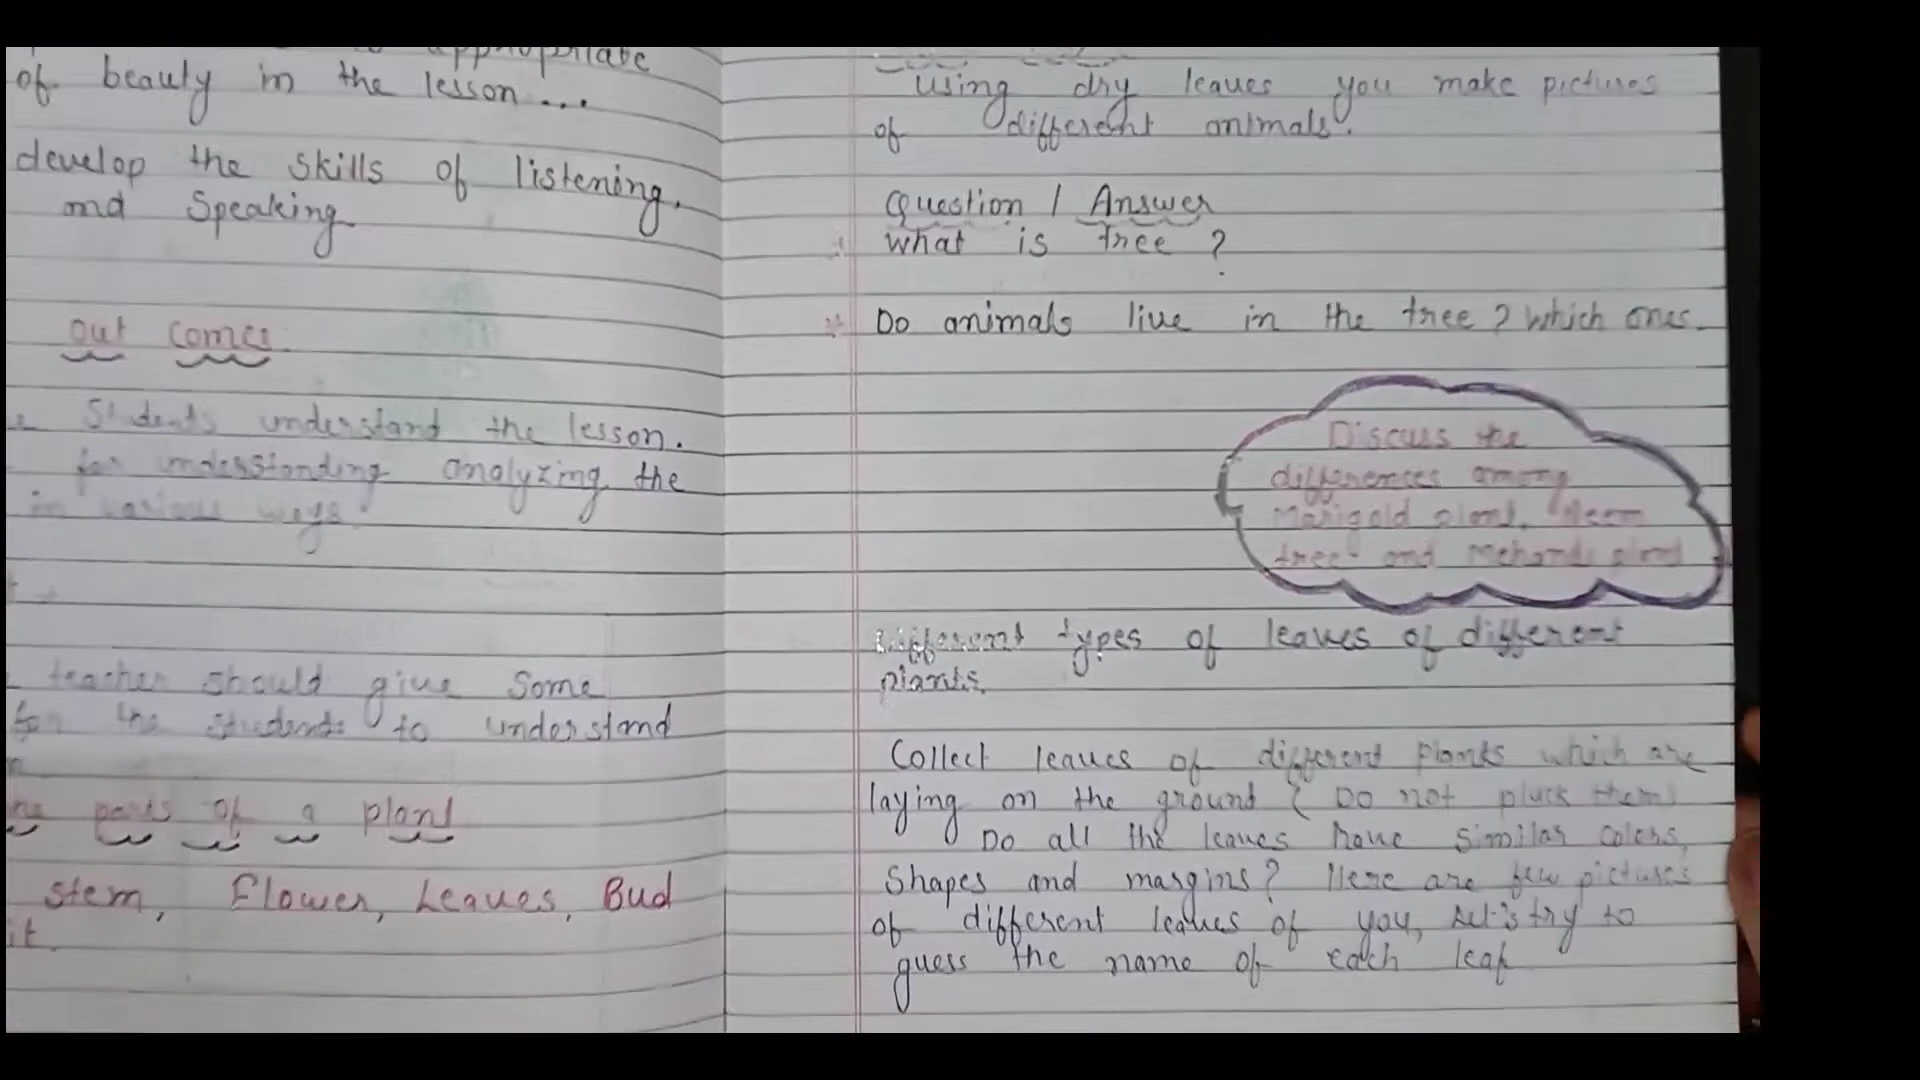 appropriate
of beauty in the lesson ...
develop the skills of listening.
and Speaking
out comes
Students understand the lesson.
for understanding analyzing the
in various ways
teacher should give Some
for the students to understand
parts of a plant
stem, Flower, Leaves, Bud
it
using dry leaves you make pictures
of different animals.
Question / Answer
what is tree ?
Do animals live in the tree ? which ones.
Discuss the
differences among
Marigold plant, Neem
tree and Mehandi plant
Different types of leaves of different
plants.
Collect leaves of different plants which are
laying on the ground ( Do not pluck them)
Do all the leaves have similar colors,
Shapes and margins? Here are few pictures
of different leaves of you, Let's try to
guess the name of each leaf